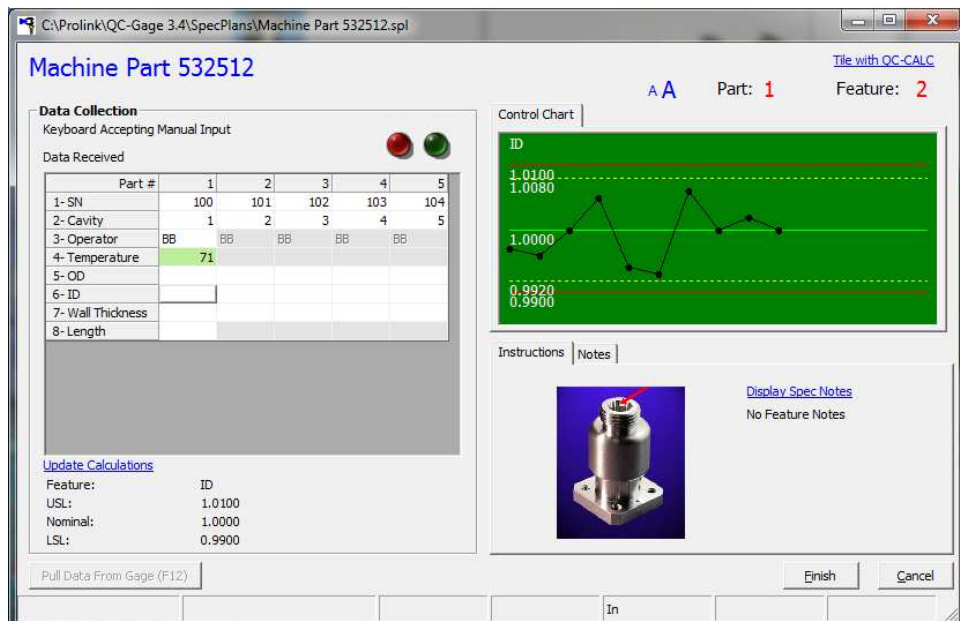 C:\Prolink\QC-Gage 3.4\SpecPlans\Machine Part 532512.spl
Machine Part 532512
Tile with QC-CALC
A A Part: 1 Feature: 2
Data Collection
Keyboard Accepting Manual Input
Data Received
Part # 1 2 3 4 5
1- SN 100 101 102 103 104
2- Cavity 1 2 3 4 5
3- Operator BB BB BB BB BB
4- Temperature 71
5- OD
6- ID
7- Wall Thickness
8- Length
Update Calculations
Feature: ID
USL: 1.0100
Nominal: 1.0000
LSL: 0.9900
Control Chart
ID
1.0100
1.0080
1.0000
0.9920
0.9900
Instructions Notes
Display Spec Notes
No Feature Notes
Pull Data From Gage (F12)
Finish Cancel
In